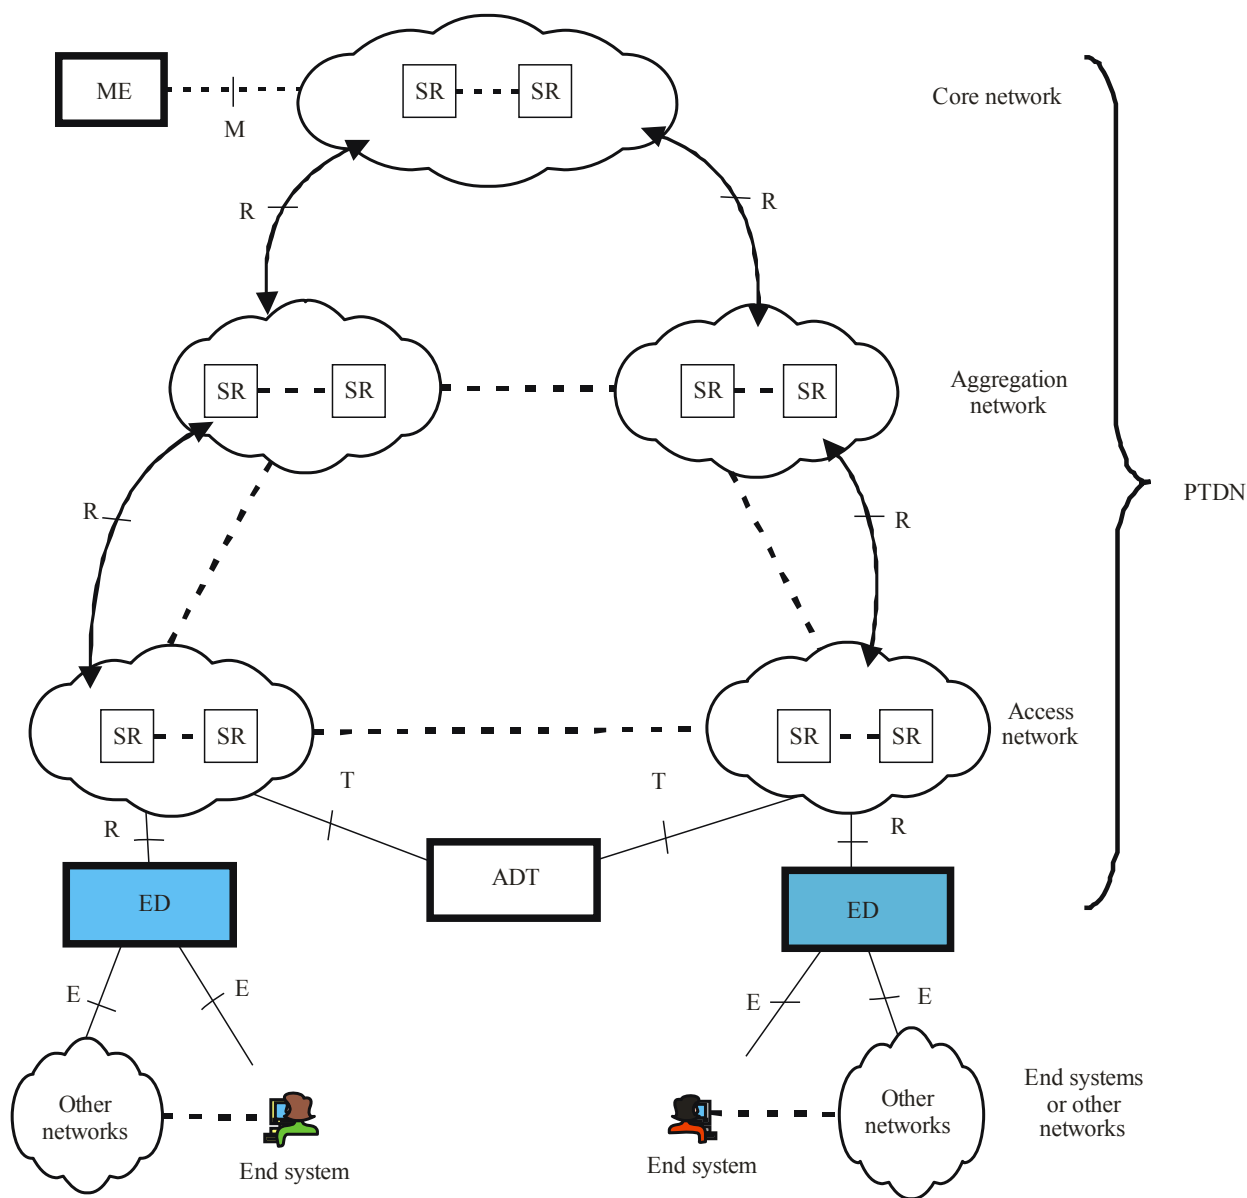 ME
SR
SR
Core network
M
R
R
SR
SR
SR
SR
Aggregation
network
PTDN
R
R
SR
SR
SR
SR
Access
network
T
T
R
R
ADT
ED
ED
E
E
E
E
Other
networks
Other
networks
End systems
or other
networks
End system
End system